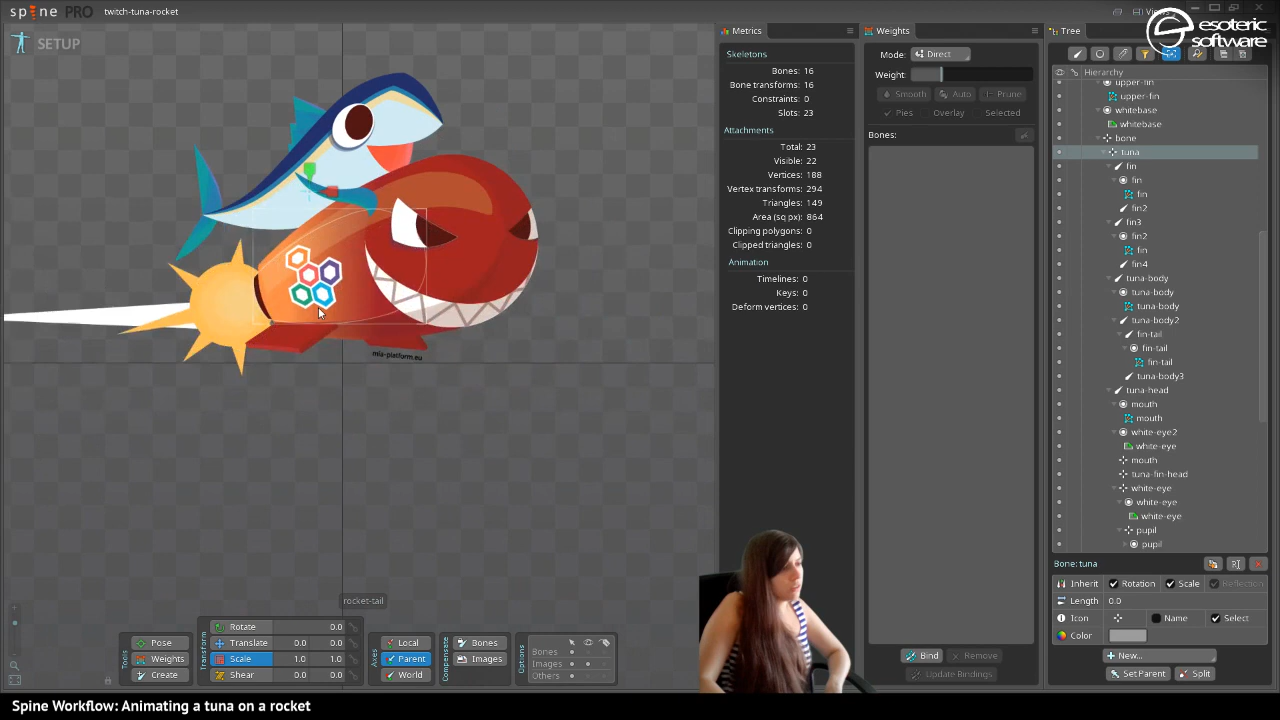 spine PRO twitch-tuna-rocket Views
esoteric software
SETUP
Metrics
Skeletons
Bones: 16
Bone transforms: 16
Constraints: 0
Slots: 23
Attachments
Total: 23
Visible: 22
Vertices: 188
Vertex transforms: 294
Triangles: 149
Area (sq px): 864
Clipping polygons: 0
Clipped triangles: 0
Animation
Timelines: 0
Keys: 0
Deform vertices: 0
Weights
Mode: Direct
Weight:
Smooth Auto Prune
Pies Overlay Selected
Bones:
Bind Remove
Update Bindings
Tree
Hierarchy
upper-fin
upper-fin
whitebase
whitebase
bone
tuna
fin
fin
fin
fin2
fin3
fin2
fin
fin4
tuna-body
tuna-body
tuna-body
tuna-body2
fin-tail
fin-tail
fin-tail
tuna-body3
tuna-head
mouth
mouth
white-eye2
white-eye
mouth
tuna-fin-head
white-eye
white-eye
white-eye
pupil
pupil
Bone: tuna
Inherit Rotation Scale Reflection
Length 0.0
Icon Name Select
Color
New...
Set Parent Split
mia-platform.eu
rocket-tail
Tools
Pose
Weights
Create
Transform
Rotate 0.0
Translate 0.0 0.0
Scale 1.0 1.0
Shear 0.0 0.0
Axes
Local
Parent
World
Compensate
Bones
Images
Options
Bones
Images
Others
Spine Workflow: Animating a tuna on a rocket